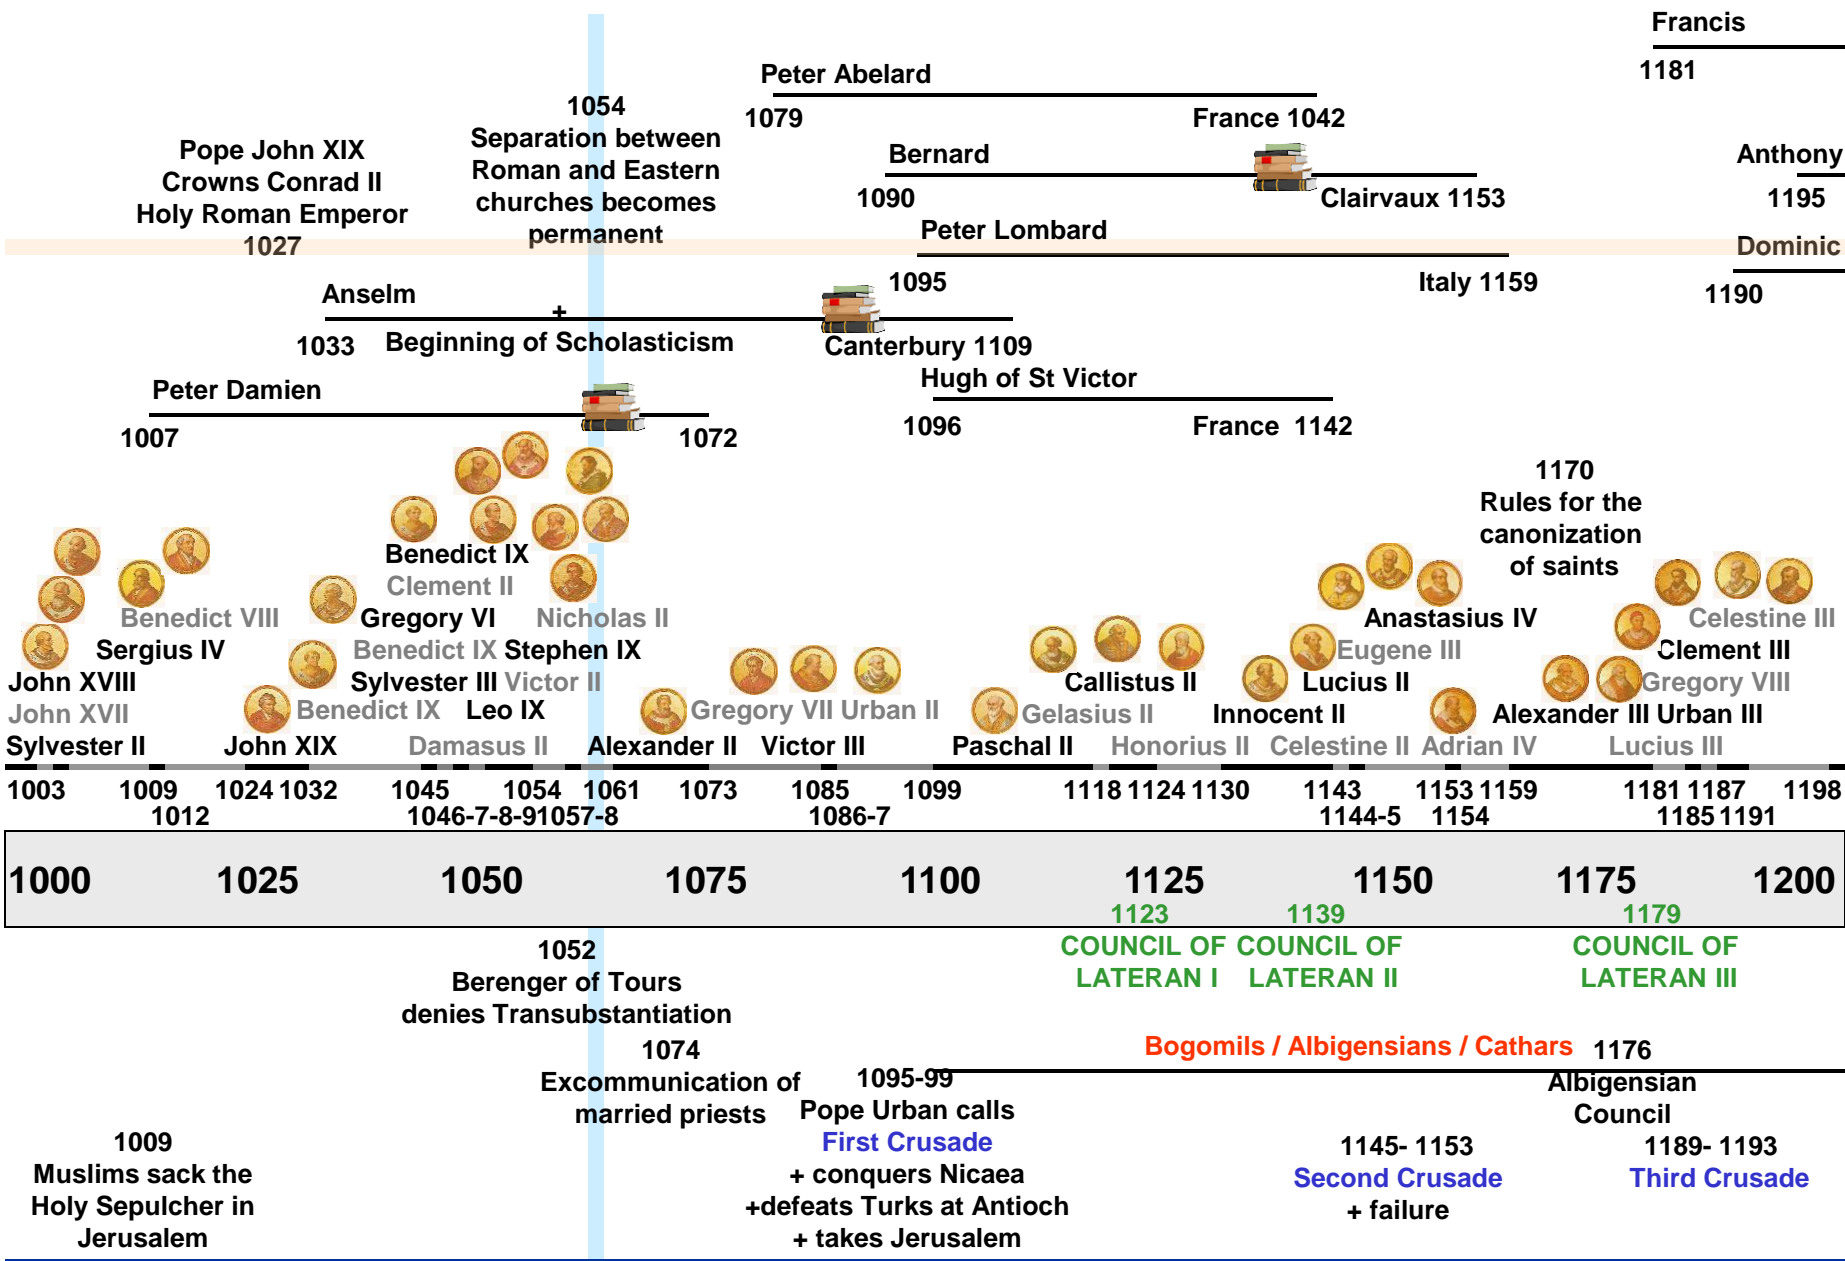 Francis
1181
Peter Abelard
1079
France 1042
1054
Separation between
Roman and Eastern
churches becomes
permanent
Pope John XIX
Crowns Conrad II
Holy Roman Emperor
1027
Bernard
1090
Clairvaux 1153
Anthony
1195
Peter Lombard
1095
Italy 1159
Dominic
1190
Anselm
+
1033
Beginning of Scholasticism
Canterbury 1109
Hugh of St Victor
1096
France 1142
Peter Damien
1007
1072
1170
Rules for the
canonization
of saints
Benedict VIII
Sergius IV
John XVIII
John XVII
Sylvester II
Benedict IX
Clement II
Gregory VI
Nicholas II
Benedict IX Stephen IX
Sylvester III Victor II
Benedict IX Leo IX
John XIX
Damasus II
Alexander II
Gregory VII Urban II
Victor III
Callistus II
Gelasius II
Paschal II
Honorius II
Anastasius IV
Eugene III
Lucius II
Innocent II
Celestine II
Adrian IV
Celestine III
Clement III
Gregory VIII
Alexander III Urban III
Lucius III
1003 1009 1024 1032 1045 1054 1061 1073 1085 1099 1118 1124 1130 1143 1153 1159 1181 1187 1198
1012 1046-7-8-91057-8 1086-7 1144-5 1154 1185 1191
1000 1025 1050 1075 1100 1125 1150 1175 1200
1123
COUNCIL OF
LATERAN I
1139
COUNCIL OF
LATERAN II
1179
COUNCIL OF
LATERAN III
1052
Berenger of Tours
denies Transubstantiation
1074
Excommunication of
married priests
Bogomils / Albigensians / Cathars
1176
Albigensian
Council
1095-99
Pope Urban calls
First Crusade
+ conquers Nicaea
+defeats Turks at Antioch
+ takes Jerusalem
1009
Muslims sack the
Holy Sepulcher in
Jerusalem
1145- 1153
Second Crusade
+ failure
1189- 1193
Third Crusade